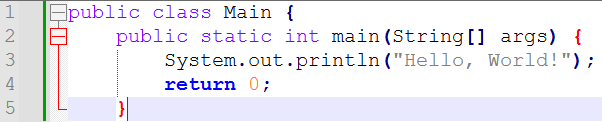 1 public class Main {
2     public static int main(String[] args) {
3         System.out.println("Hello, World!");
4         return 0;
5     }